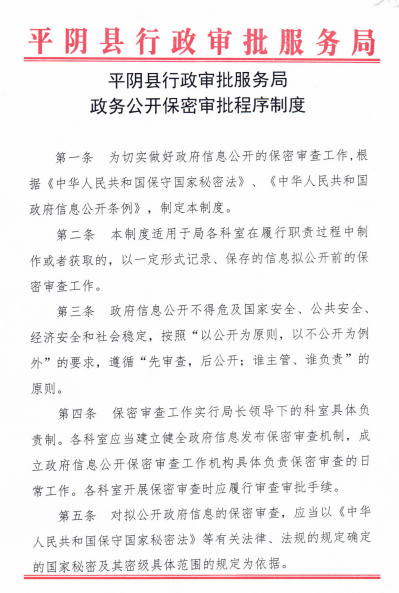 平阴县行政审批服务局
平阴县行政审批服务局
政务公开保密审批程序制度
第一条 为切实做好政府信息公开的保密审查工作,根
据《中华人民共和国保守国家秘密法》、《中华人民共和国
政府信息公开条例》，制定本制度。
第二条 本制度适用于局各科室在履行职责过程中制
作或者获取的，以一定形式记录、保存的信息拟公开前的保
密审查工作。
第三条 政府信息公开不得危及国家安全、公共安全、
经济安全和社会稳定，按照“以公开为原则，以不公开为例
外”的要求，遵循“先审查，后公开；谁主管、谁负责”的
原则。
第四条 保密审查工作实行局长领导下的科室具体负
责制。各科室应当建立健全政府信息发布保密审查机制，成
立政府信息公开保密审查工作机构具体负责保密审查的日
常工作。各科室开展保密审查时应履行审查审批手续。
第五条 对拟公开政府信息的保密审查，应当以《中华
人民共和国保守国家秘密法》等有关法律、法规的规定确定
的国家秘密及其密级具体范围的规定为依据。